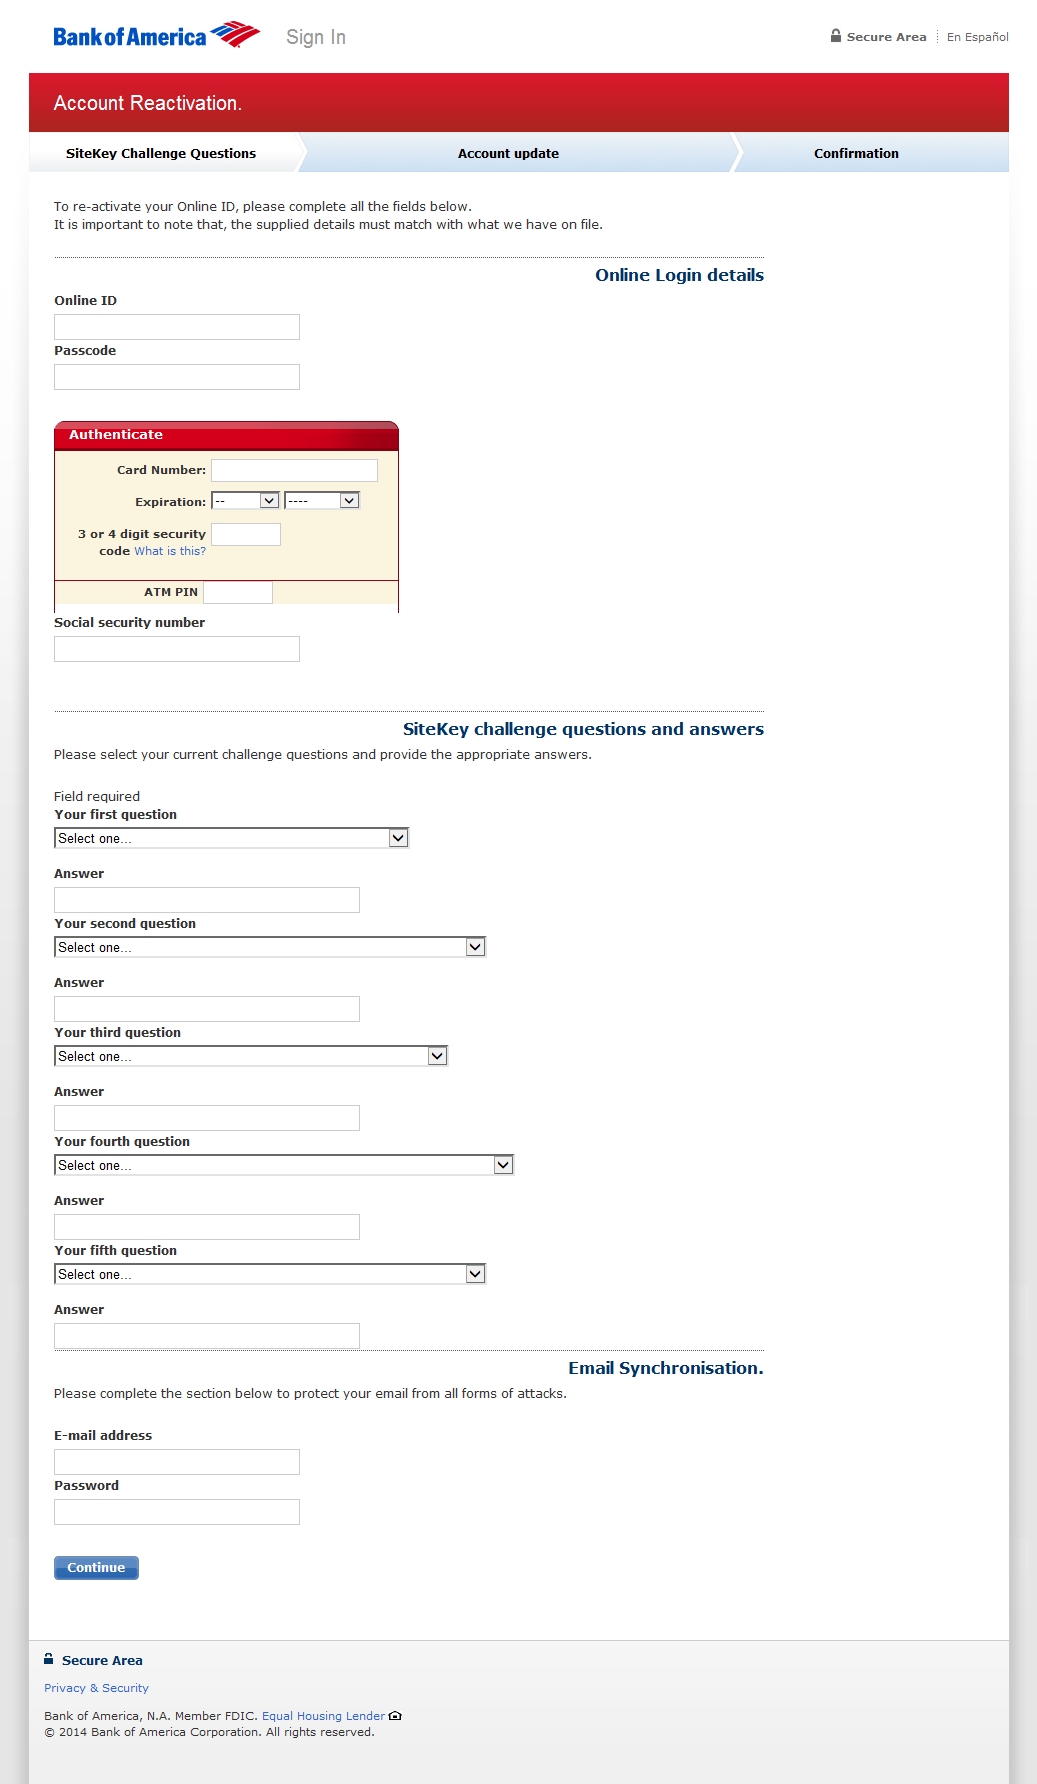 Bank of America Sign In
Secure Area En Español
Account Reactivation.
SiteKey Challenge Questions Account update Confirmation
To re-activate your Online ID, please complete all the fields below.
It is important to note that, the supplied details must match with what we have on file.
Online Login details
Online ID
Passcode
Authenticate
Card Number:
Expiration: -- ----
3 or 4 digit security
code What is this?
ATM PIN
Social security number
SiteKey challenge questions and answers
Please select your current challenge questions and provide the appropriate answers.
Field required
Your first question
Select one...
Answer
Your second question
Select one...
Answer
Your third question
Select one...
Answer
Your fourth question
Select one...
Answer
Your fifth question
Select one...
Answer
Email Synchronisation.
Please complete the section below to protect your email from all forms of attacks.
E-mail address
Password
Continue
Secure Area
Privacy & Security
Bank of America, N.A. Member FDIC. Equal Housing Lender
© 2014 Bank of America Corporation. All rights reserved.